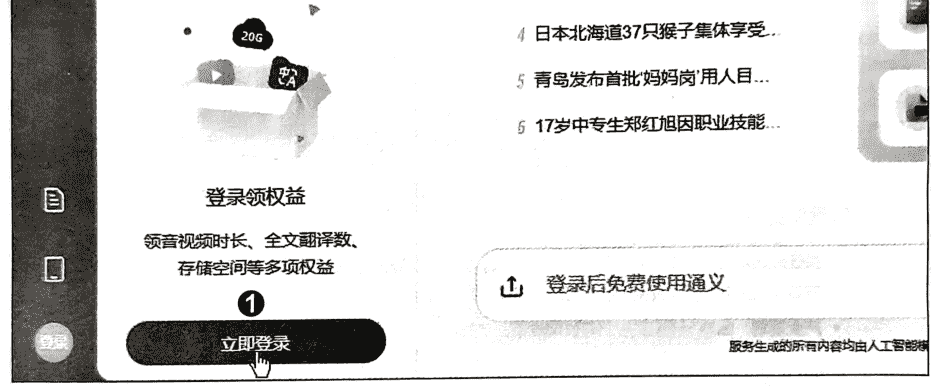 20G
4 日本北海道37只猴子集体享受...
5 青岛发布首批‘妈妈岗’用人目...
6 17岁中专生郑红旭因职业技能...
登录领权益
领音视频时长、全文翻译数、
存储空间等多项权益
1
立即登录
登录
登录后免费使用通义
服务生成的所有内容均由人工智能模